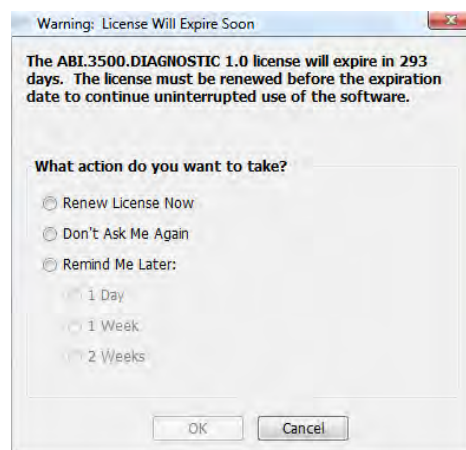 Warning: License Will Expire Soon
The ABI.3500.DIAGNOSTIC 1.0 license will expire in 293
days. The license must be renewed before the expiration
date to continue uninterrupted use of the software.
What action do you want to take?
Renew License Now
Don't Ask Me Again
Remind Me Later:
1 Day
1 Week
2 Weeks
OK Cancel